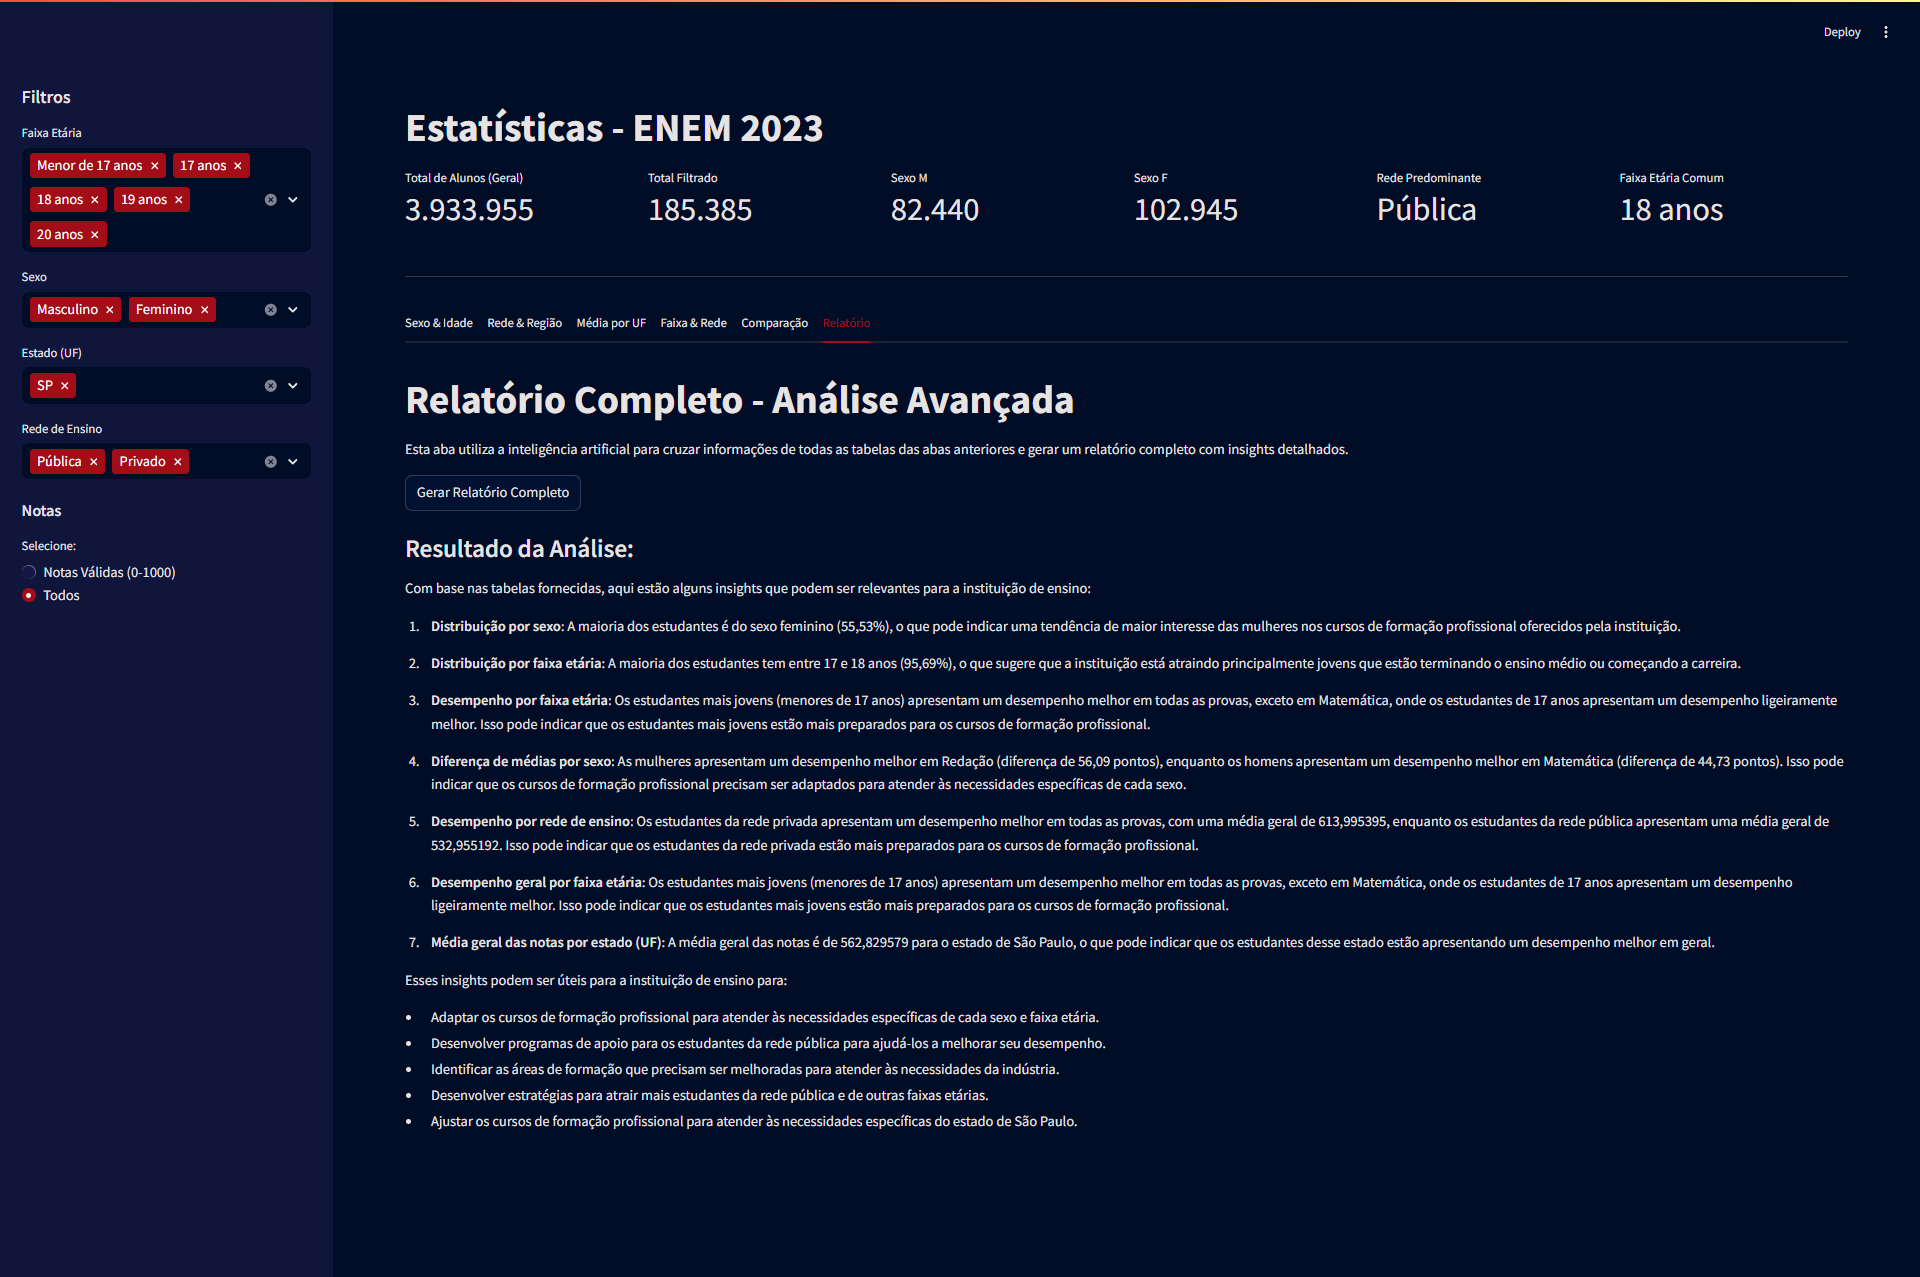 Deploy
Filtros
Faixa Etária
Menor de 17 anos × 17 anos ×
18 anos × 19 anos ×
20 anos ×
Sexo
Masculino × Feminino ×
Estado (UF)
SP ×
Rede de Ensino
Pública × Privado ×
Notas
Selecione:
Notas Válidas (0-1000)
Todos
Estatísticas - ENEM 2023
Total de Alunos (Geral)
3.933.955
Total Filtrado
185.385
Sexo M
82.440
Sexo F
102.945
Rede Predominante
Pública
Faixa Etária Comum
18 anos
Sexo & Idade Rede & Região Média por UF Faixa & Rede Comparação Relatório
Relatório Completo - Análise Avançada
Esta aba utiliza a inteligência artificial para cruzar informações de todas as tabelas das abas anteriores e gerar um relatório completo com insights detalhados.
Gerar Relatório Completo
Resultado da Análise:
Com base nas tabelas fornecidas, aqui estão alguns insights que podem ser relevantes para a instituição de ensino:
1. Distribuição por sexo: A maioria dos estudantes é do sexo feminino (55,53%), o que pode indicar uma tendência de maior interesse das mulheres nos cursos de formação profissional oferecidos pela instituição.
2. Distribuição por faixa etária: A maioria dos estudantes tem entre 17 e 18 anos (95,69%), o que sugere que a instituição está atraindo principalmente jovens que estão terminando o ensino médio ou começando a carreira.
3. Desempenho por faixa etária: Os estudantes mais jovens (menores de 17 anos) apresentam um desempenho melhor em todas as provas, exceto em Matemática, onde os estudantes de 17 anos apresentam um desempenho ligeiramente
melhor. Isso pode indicar que os estudantes mais jovens estão mais preparados para os cursos de formação profissional.
4. Diferença de médias por sexo: As mulheres apresentam um desempenho melhor em Redação (diferença de 56,09 pontos), enquanto os homens apresentam um desempenho melhor em Matemática (diferença de 44,73 pontos). Isso pode
indicar que os cursos de formação profissional precisam ser adaptados para atender às necessidades específicas de cada sexo.
5. Desempenho por rede de ensino: Os estudantes da rede privada apresentam um desempenho melhor em todas as provas, com uma média geral de 613,995395, enquanto os estudantes da rede pública apresentam uma média geral de
532,955192. Isso pode indicar que os estudantes da rede privada estão mais preparados para os cursos de formação profissional.
6. Desempenho geral por faixa etária: Os estudantes mais jovens (menores de 17 anos) apresentam um desempenho melhor em todas as provas, exceto em Matemática, onde os estudantes de 17 anos apresentam um desempenho
ligeiramente melhor. Isso pode indicar que os estudantes mais jovens estão mais preparados para os cursos de formação profissional.
7. Média geral das notas por estado (UF): A média geral das notas é de 562,829579 para o estado de São Paulo, o que pode indicar que os estudantes desse estado estão apresentando um desempenho melhor em geral.
Esses insights podem ser úteis para a instituição de ensino para:
• Adaptar os cursos de formação profissional para atender às necessidades específicas de cada sexo e faixa etária.
• Desenvolver programas de apoio para os estudantes da rede pública para ajudá-los a melhorar seu desempenho.
• Identificar as áreas de formação que precisam ser melhoradas para atender às necessidades da indústria.
• Desenvolver estratégias para atrair mais estudantes da rede pública e de outras faixas etárias.
• Ajustar os cursos de formação profissional para atender às necessidades específicas do estado de São Paulo.